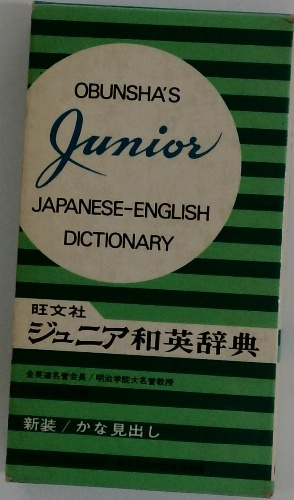 OBUNSHA'S
Junior
JAPANESE-ENGLISH
DICTIONARY
旺文社
ジュニア和英辞典
全英連名誉会長/明治学院大名誉教授
新装/かな見出し